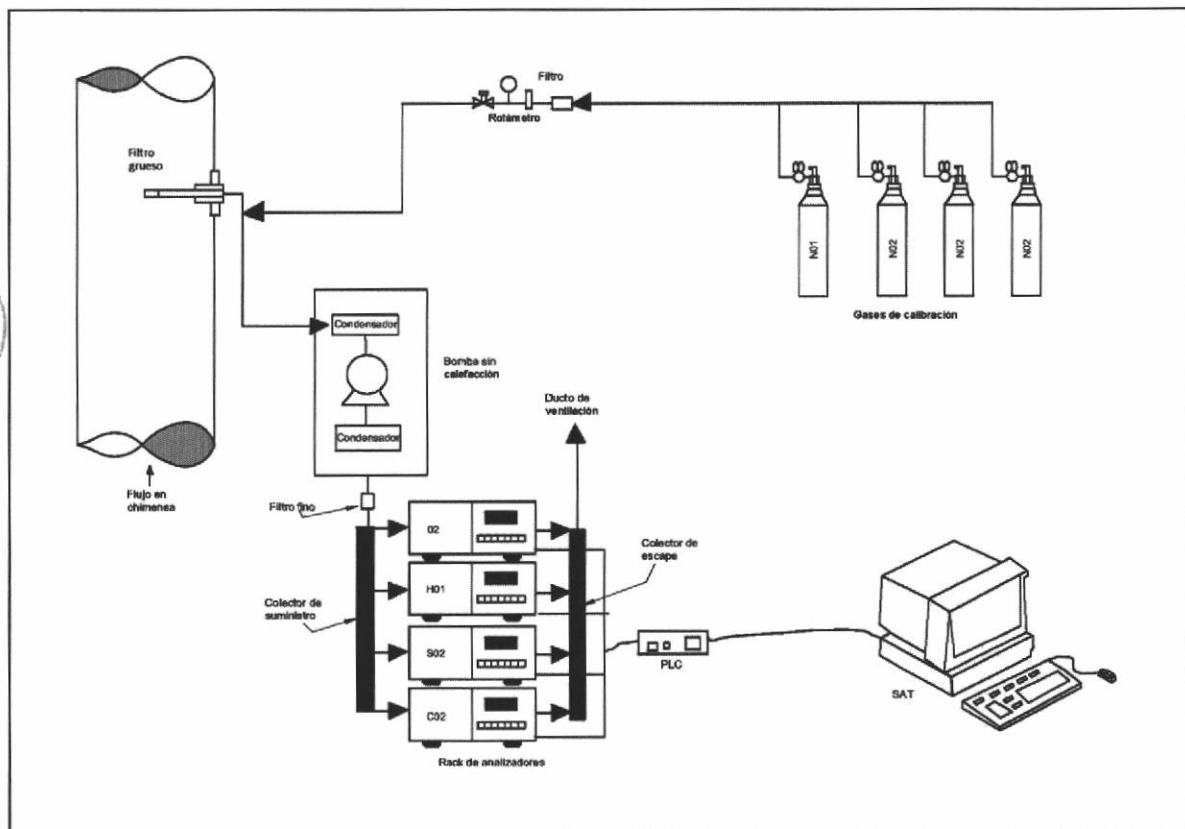 Filtro
Rotámetro
Filtro
grueso
N01
N02
N02
N02
Gases de calibración
Condensador
Bomba sin
calefacción
Condensador
Ducto de
ventilación
Flujo en
chimenea
Filtro fino
02
H01
S02
C02
Colector de
suministro
Colector de
escape
PLC
SAT
Rack de analizadores